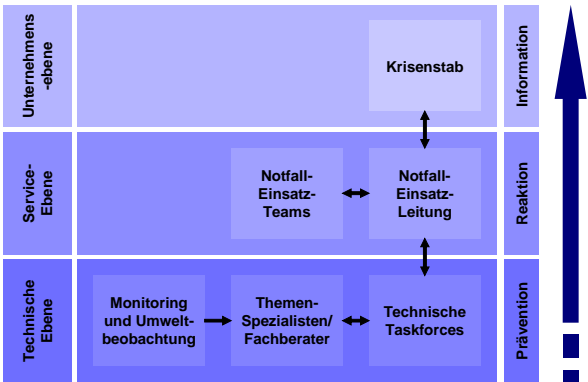 Unternehmens
-ebene
Krisenstab
Information
Service-
Ebene
Notfall-
Einsatz-
Teams
Notfall-
Einsatz-
Leitung
Reaktion
Technische
Ebene
Monitoring
und Umwelt-
beobachtung
Themen-
Spezialisten/
Fachberater
Technische
Taskforces
Prävention